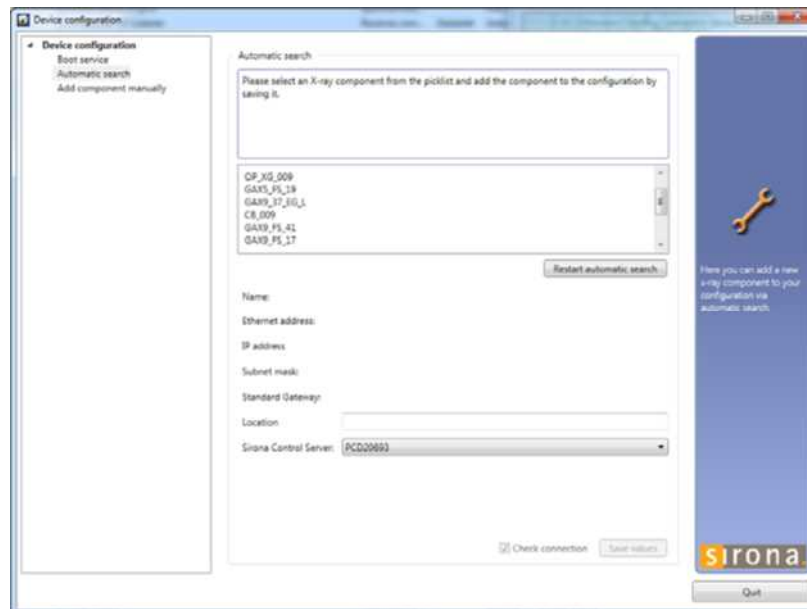 Device configuration
Device configuration
Boot service
Automatic search
Add component manually
Automatic search
Please select an X-ray component from the picklist and add the component to the configuration by
saving it.
OP_XG_009
GAX5_FS_19
GAX9_37_EG_L
CB_009
GAX9_FS_41
GAX9_FS_17
Restart automatic search
Name:
Ethernet address:
IP address
Subnet mask:
Standard Gateway:
Location
Sirona Control Server: PCD29693
Check connection Save values
Here you can add a new
x-ray component to your
configuration via
automatic search
sirona.
Quit